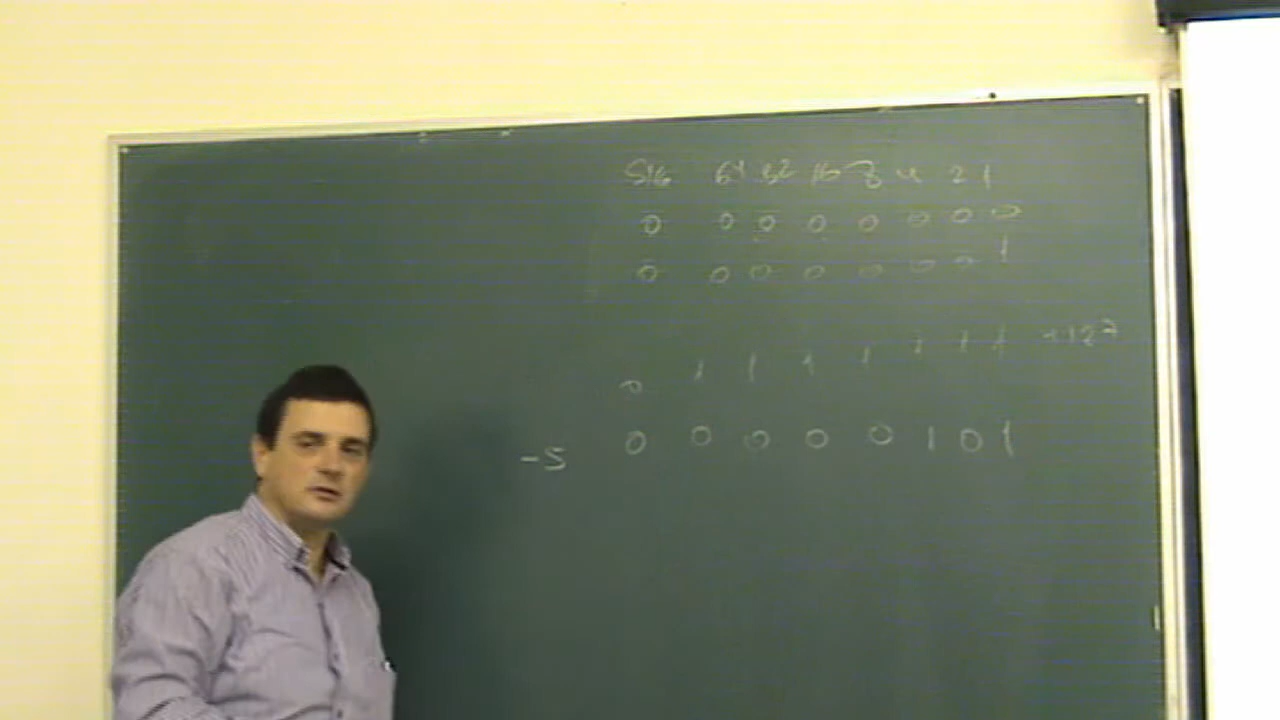 SIG 64 32 16 8 4 2 1
0 0 0 0 0 0 0 0
0 0 0 0 0 0 0 1
0 1 1 1 1 1 1 1 +127
-5 0 0 0 0 0 1 0 1